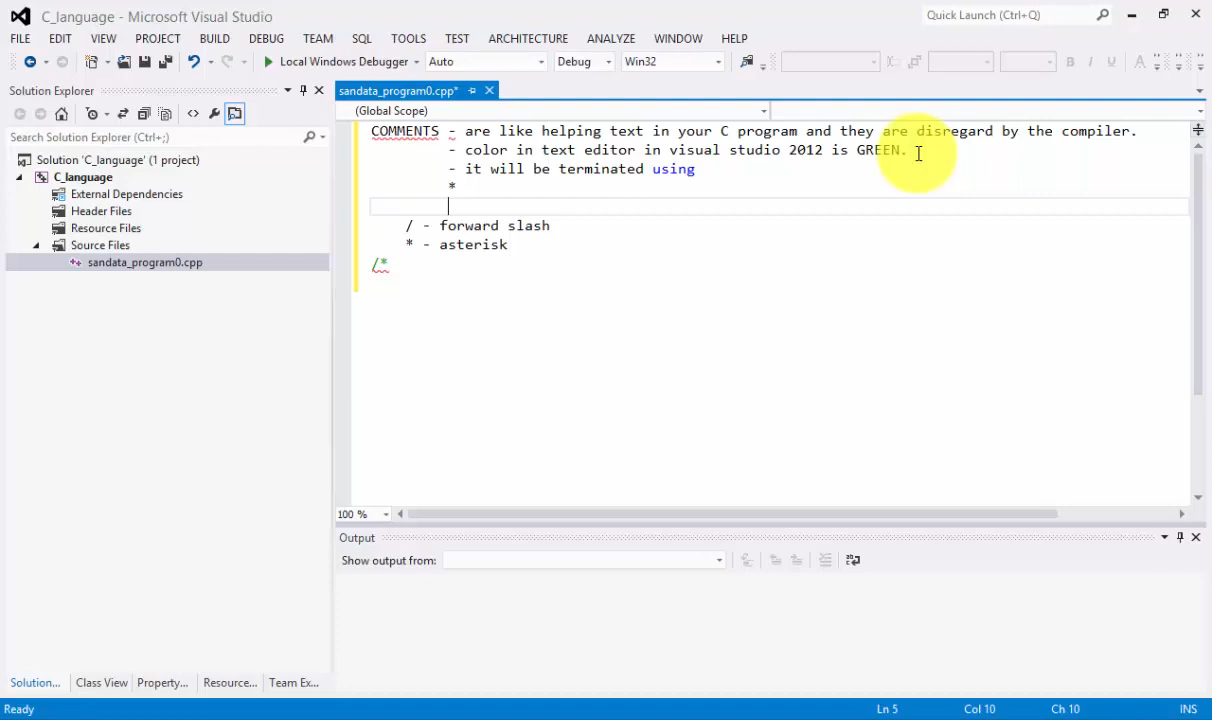 C_language - Microsoft Visual Studio
Quick Launch (Ctrl+Q)
FILE EDIT VIEW PROJECT BUILD DEBUG TEAM SQL TOOLS TEST ARCHITECTURE ANALYZE WINDOW HELP
Local Windows Debugger Auto Debug Win32
Solution Explorer
Search Solution Explorer (Ctrl+;)
Solution 'C_language' (1 project)
C_language
External Dependencies
Header Files
Resource Files
Source Files
sandata_program0.cpp
sandata_program0.cpp*
(Global Scope)
COMMENTS - are like helping text in your C program and they are disregard by the compiler.
- color in text editor in visual studio 2012 is GREEN.
- it will be terminated using
*
/ - forward slash
* - asterisk
/*
100 %
Output
Show output from:
Solution... Class View Property... Resource... Team Ex...
Ready Ln 5 Col 10 Ch 10 INS